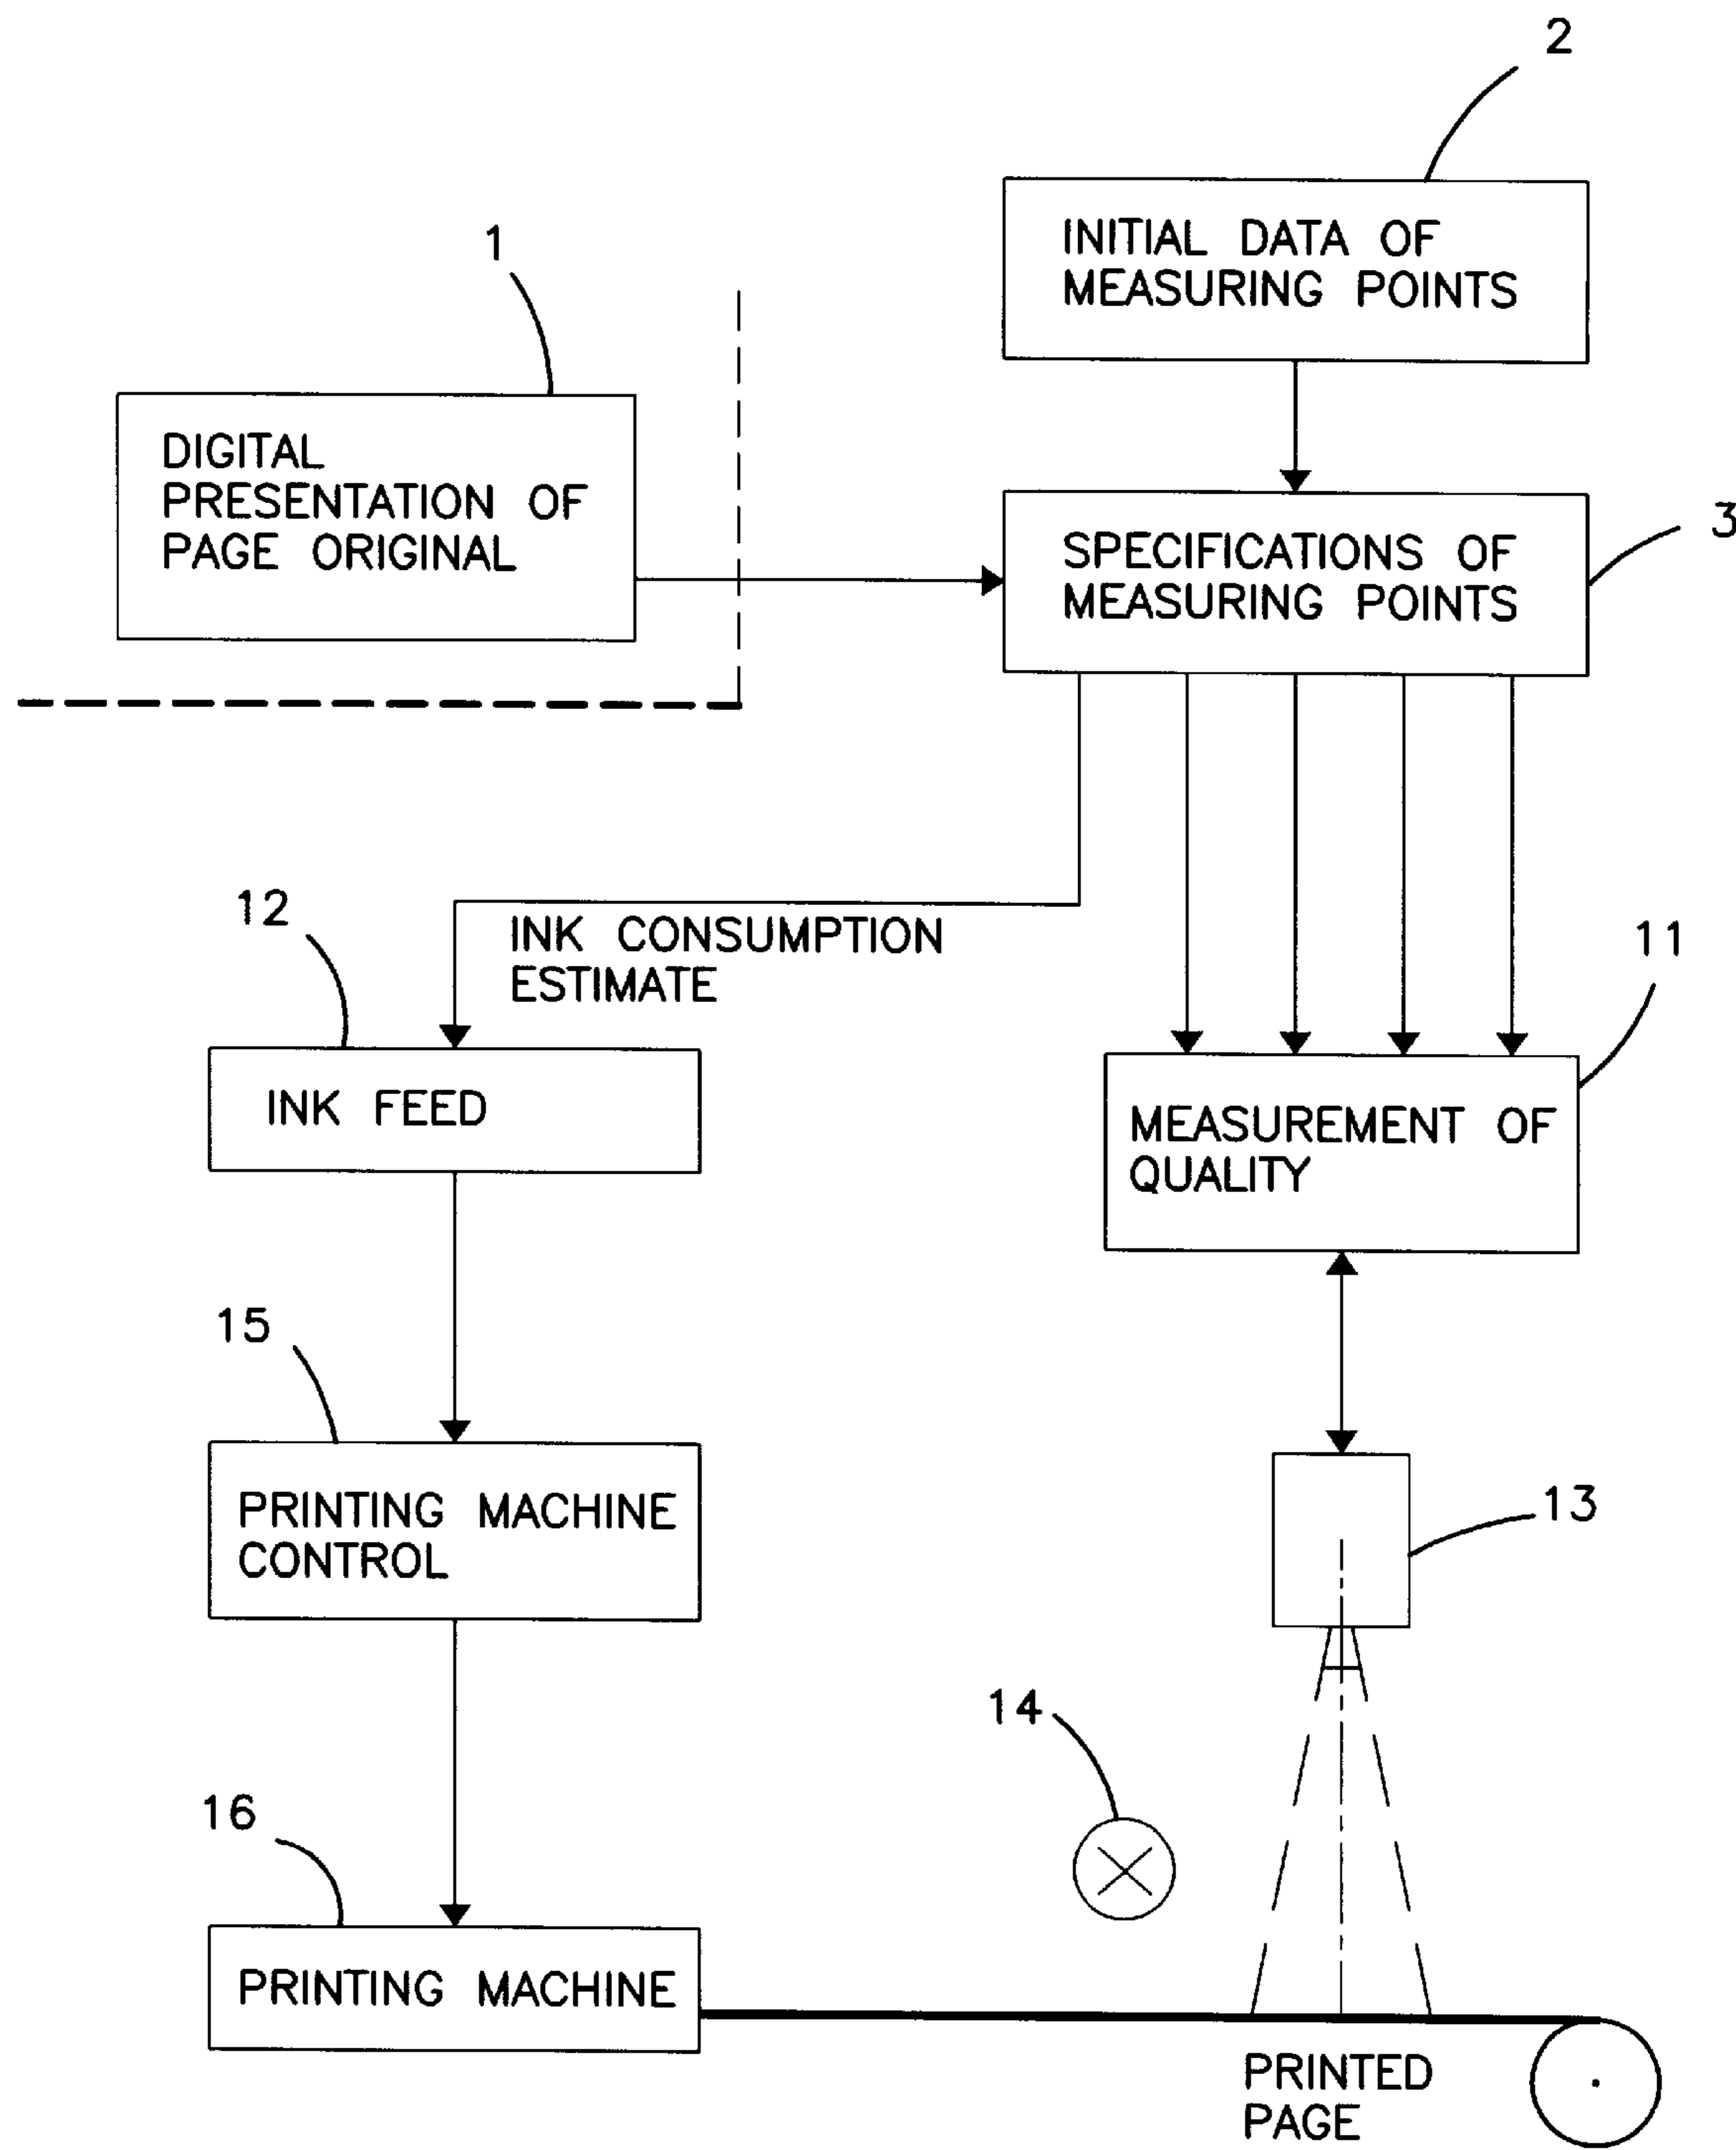 2
INITIAL DATA OF
MEASURING POINTS
1
DIGITAL
PRESENTATION OF
PAGE ORIGINAL
3
SPECIFICATIONS OF
MEASURING POINTS
12
INK CONSUMPTION
ESTIMATE
11
INK FEED
MEASUREMENT OF
QUALITY
15
PRINTING MACHINE
CONTROL
13
14
16
PRINTING MACHINE
PRINTED
PAGE